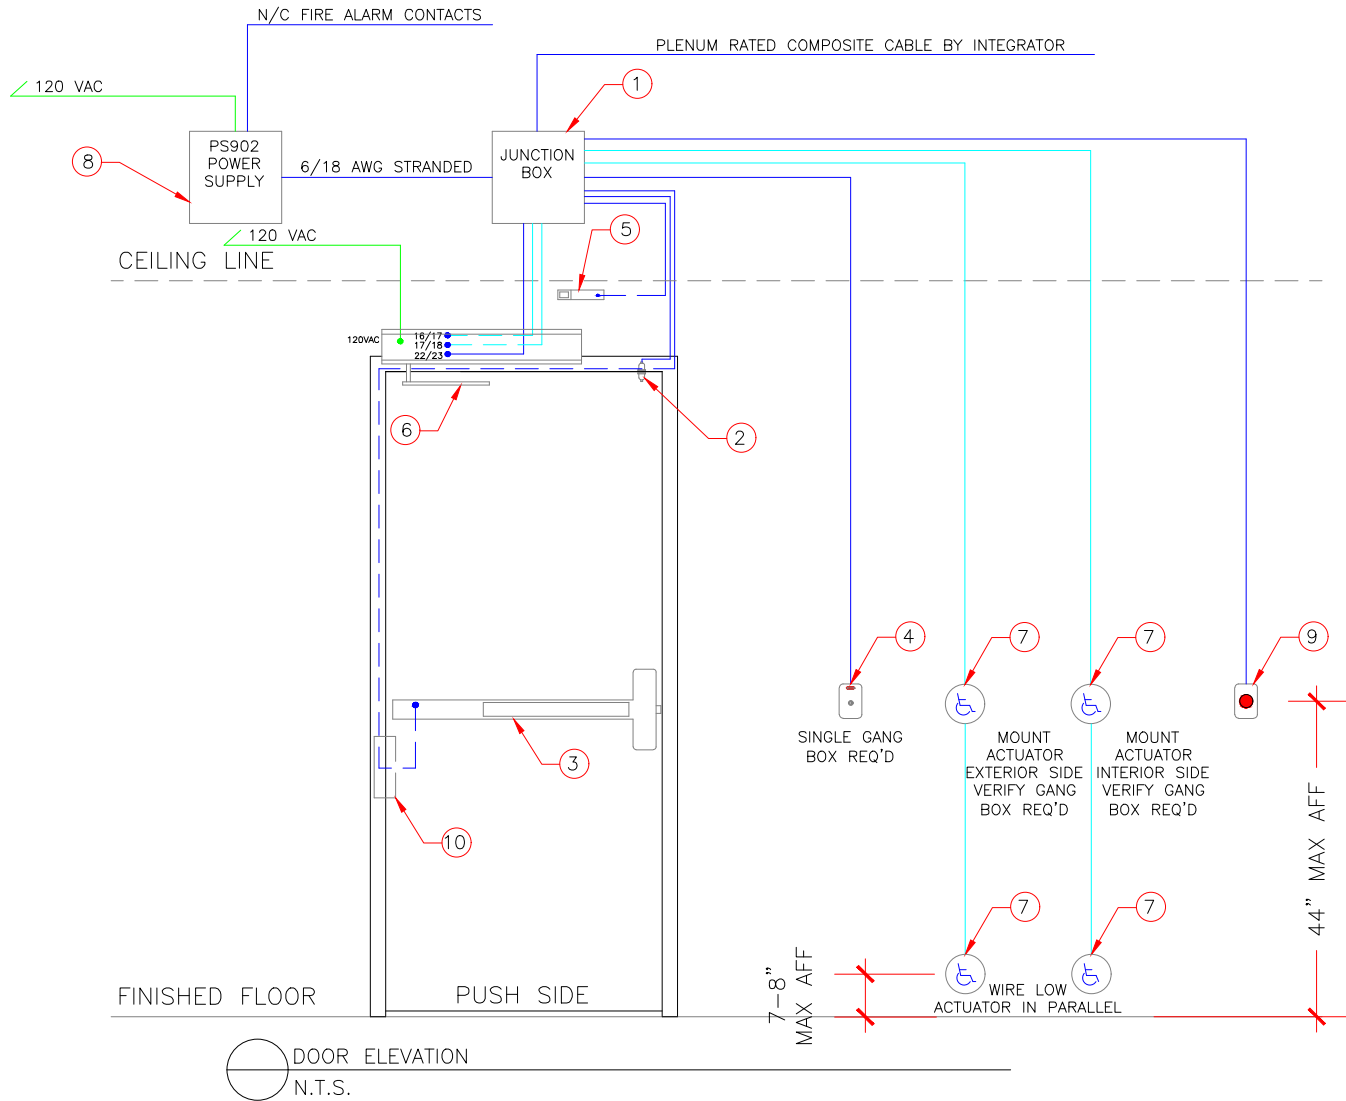 N/C FIRE ALARM CONTACTS
PLENUM RATED COMPOSITE CABLE BY INTEGRATOR
120 VAC
1
PS902
POWER
SUPPLY
8
6/18 AWG STRANDED
JUNCTION
BOX
120 VAC
5
CEILING LINE
120VAC
16/17
17/18
22/23
6
2
4
7
7
9
SINGLE GANG
BOX REQ'D
MOUNT
ACTUATOR
EXTERIOR SIDE
VERIFY GANG
BOX REQ'D
MOUNT
ACTUATOR
INTERIOR SIDE
VERIFY GANG
BOX REQ'D
3
10
44" MAX AFF
7
7
7-8"
MAX AFF
WIRE LOW
ACTUATOR IN PARALLEL
FINISHED FLOOR
PUSH SIDE
DOOR ELEVATION
N.T.S.